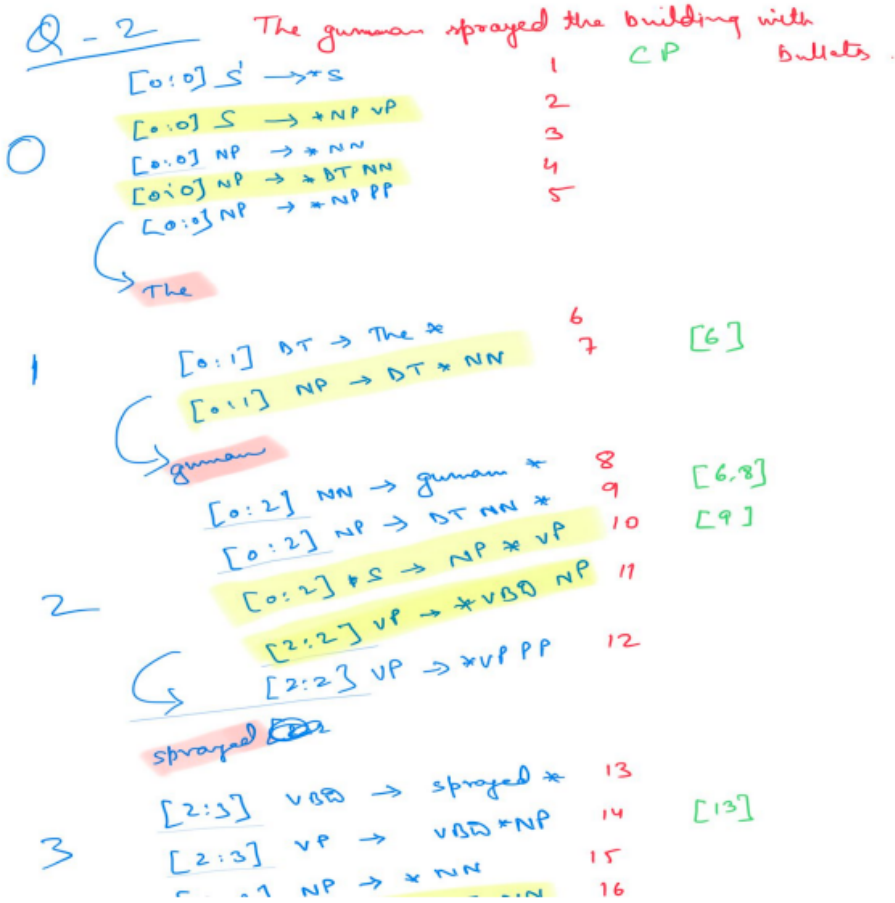 Q-2 The gunman sprayed the building with
bullets.
[0:0] S' → *S 1 CP
[0:0] S → *NP VP 2
0 [0:0] NP → *NN 3
[0:0] NP → *DT NN 4
[0:0] NP → *NP PP 5
The
[0:1] DT → The * 6
1 [0:1] NP → DT * NN 7 [6]
gunman
[0:2] NN → gunman * 8
[0:2] NP → DT NN * 9 [6,8]
[0:2] S → NP * VP 10 [9]
2 [2:2] VP → *VBD NP 11
[2:2] VP → *VP PP 12
sprayed
[2:3] VBD → sprayed * 13
3 [2:3] VP → VBD *NP 14 [13]
NP → *NN 15
NN 16